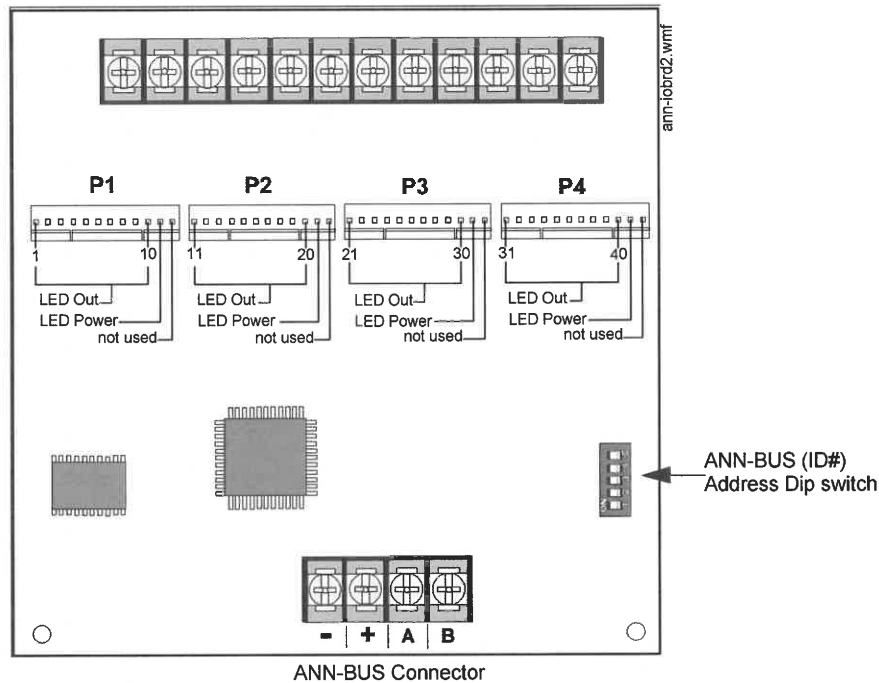 ann-iobrd2.wmf
P1 P2 P3 P4
1 10 11 20 21 30 31 40
LED Out LED Out LED Out LED Out
LED Power LED Power LED Power LED Power
not used not used not used not used
ANN-BUS (ID#)
Address Dip switch
- + A B
ANN-BUS Connector